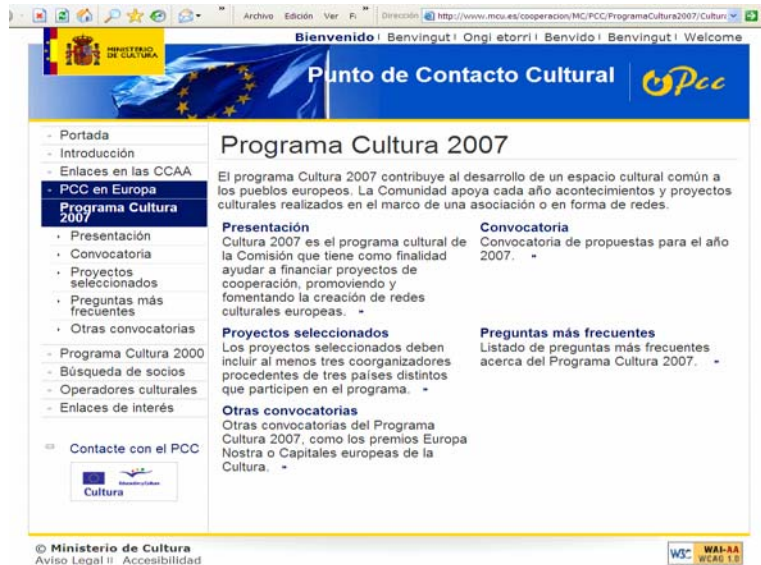 Archivo Edición Ver F » Dirección http://www.mcu.es/cooperacion/MC/PCC/ProgramaCultura2007/Cultur
Bienvenido | Benvingut | Ongi etorri | Benvido | Benvingut | Welcome
MINISTERIO
DE CULTURA
Punto de Contacto Cultural
Pcc
- Portada
- Introducción
- Enlaces en las CCAA
- PCC en Europa
Programa Cultura
2007
Presentación
Convocatoria
Proyectos
seleccionados
Preguntas más
frecuentes
Otras convocatorias
- Programa Cultura 2000
- Búsqueda de socios
- Operadores culturales
- Enlaces de interés
Contacte con el PCC
Cultura
Programa Cultura 2007
El programa Cultura 2007 contribuye al desarrollo de un espacio cultural común a
los pueblos europeos. La Comunidad apoya cada año acontecimientos y proyectos
culturales realizados en el marco de una asociación o en forma de redes.
Presentación
Cultura 2007 es el programa cultural de
la Comisión que tiene como finalidad
ayudar a financiar proyectos de
cooperación, promoviendo y
fomentando la creación de redes
culturales europeas.
Convocatoria
Convocatoria de propuestas para el año
2007.
Proyectos seleccionados
Los proyectos seleccionados deben
incluir al menos tres coorganizadores
procedentes de tres países distintos
que participen en el programa.
Preguntas más frecuentes
Listado de preguntas más frecuentes
acerca del Programa Cultura 2007.
Otras convocatorias
Otras convocatorias del Programa
Cultura 2007, como los premios Europa
Nostra o Capitales europeas de la
Cultura.
© Ministerio de Cultura
Aviso Legal || Accesibilidad
W3C WAI-AA
WCAG 1.0